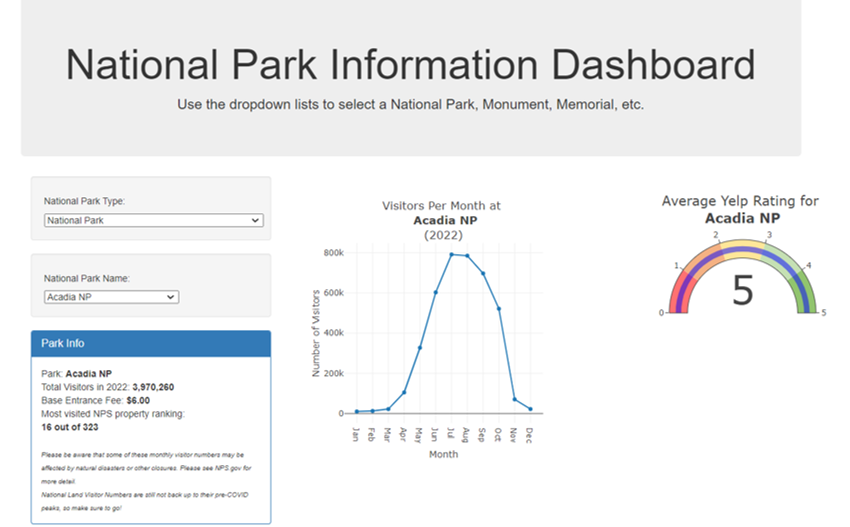 National Park Information Dashboard
Use the dropdown lists to select a National Park, Monument, Memorial, etc.
National Park Type:
National Park
National Park Name:
Acadia NP
Park Info
Park: Acadia NP
Total Visitors in 2022: 3,970,260
Base Entrance Fee: $6.00
Most visited NPS property ranking:
16 out of 323
Please be aware that some of these monthly visitor numbers may be
affected by natural disasters or other closures. Please see NPS.gov for
more detail.
National Land Visitor Numbers are still not back up to their pre-COVID
peaks, so make sure to go!
Visitors Per Month at
Acadia NP
(2022)
Number of Visitors
800k
600k
400k
200k
0
Jan
Feb
Mar
Apr
May
Jun
Jul
Aug
Sep
Oct
Nov
Dec
Month
Average Yelp Rating for
Acadia NP
0
1
2
3
4
5
5